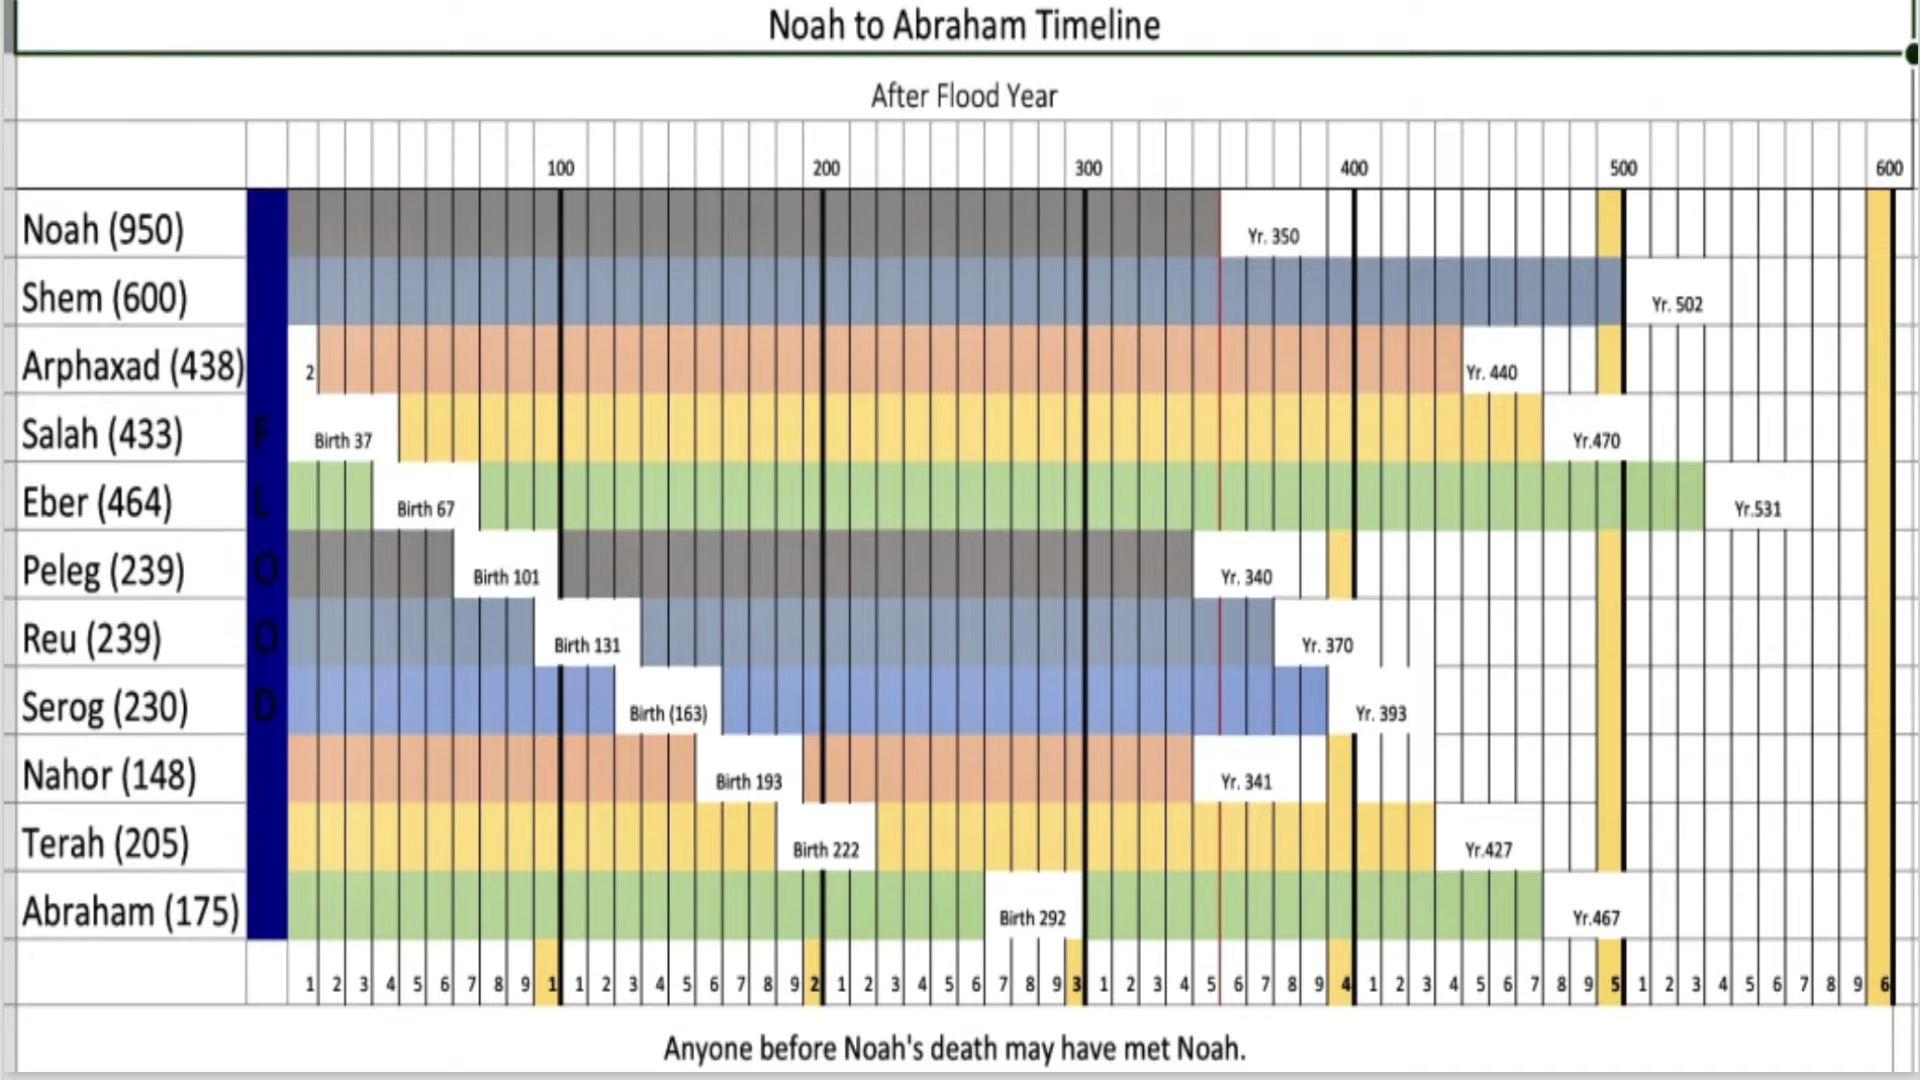 Noah to Abraham Timeline
After Flood Year
100 200 300 400 500 600
Noah (950) Yr. 350
Shem (600) Yr. 502
Arphaxad (438) 2 Yr. 440
Salah (433) F Birth 37 Yr.470
Eber (464) L Birth 67 Yr.531
Peleg (239) O Birth 101 Yr. 340
Reu (239) O Birth 131 Yr. 370
Serog (230) D Birth (163) Yr. 393
Nahor (148) Birth 193 Yr. 341
Terah (205) Birth 222 Yr.427
Abraham (175) Birth 292 Yr.467
1 2 3 4 5 6 7 8 9 1 1 2 3 4 5 6 7 8 9 2 1 2 3 4 5 6 7 8 9 3 1 2 3 4 5 6 7 8 9 4 1 2 3 4 5 6 7 8 9 5 1 2 3 4 5 6 7 8 9 6
Anyone before Noah's death may have met Noah.